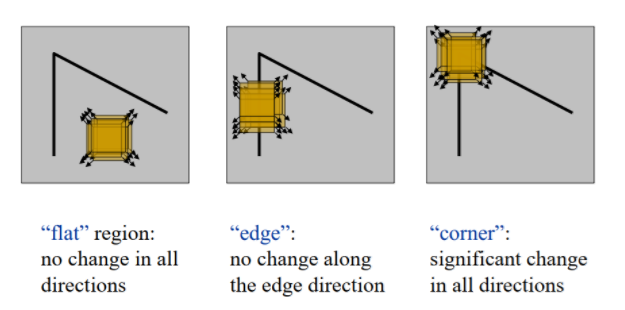 “flat” region:
no change in all
directions
“edge”:
no change along
the edge direction
“corner”:
significant change
in all directions